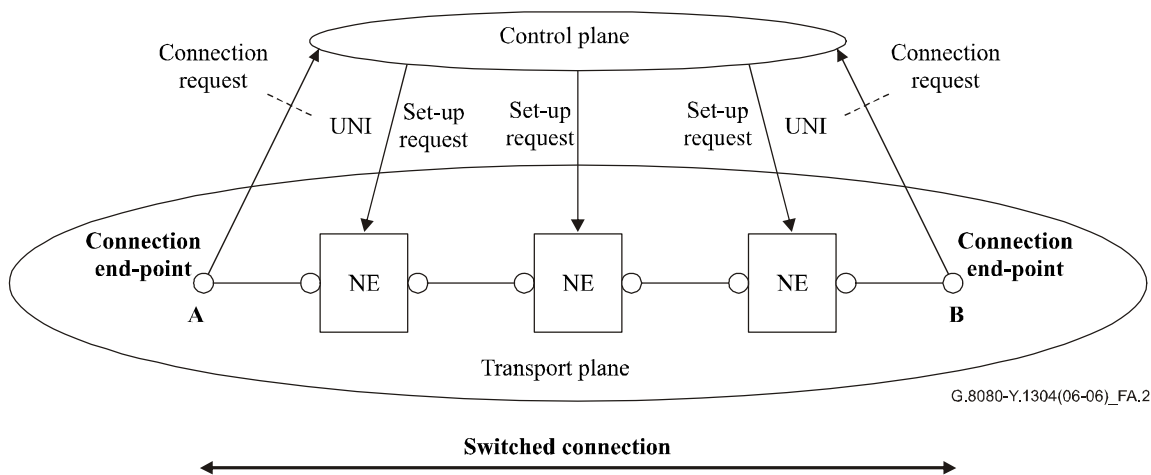 Control plane
Connection
request
UNI
Set-up
request
Set-up
request
Set-up
request
UNI
Connection
request
Connection
end-point
A
NE
NE
NE
Connection
end-point
B
Transport plane
G.8080-Y.1304(06-06)_FA.2
Switched connection